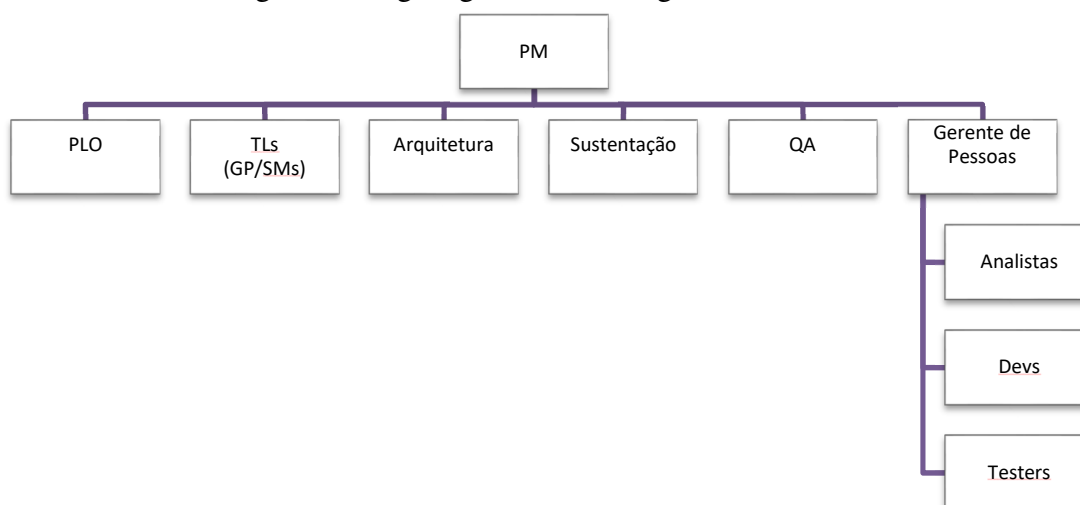 PM
PLO
TLs
(GP/SMs)
Arquitetura
Sustentação
QA
Gerente de
Pessoas
Analistas
Devs
Testers